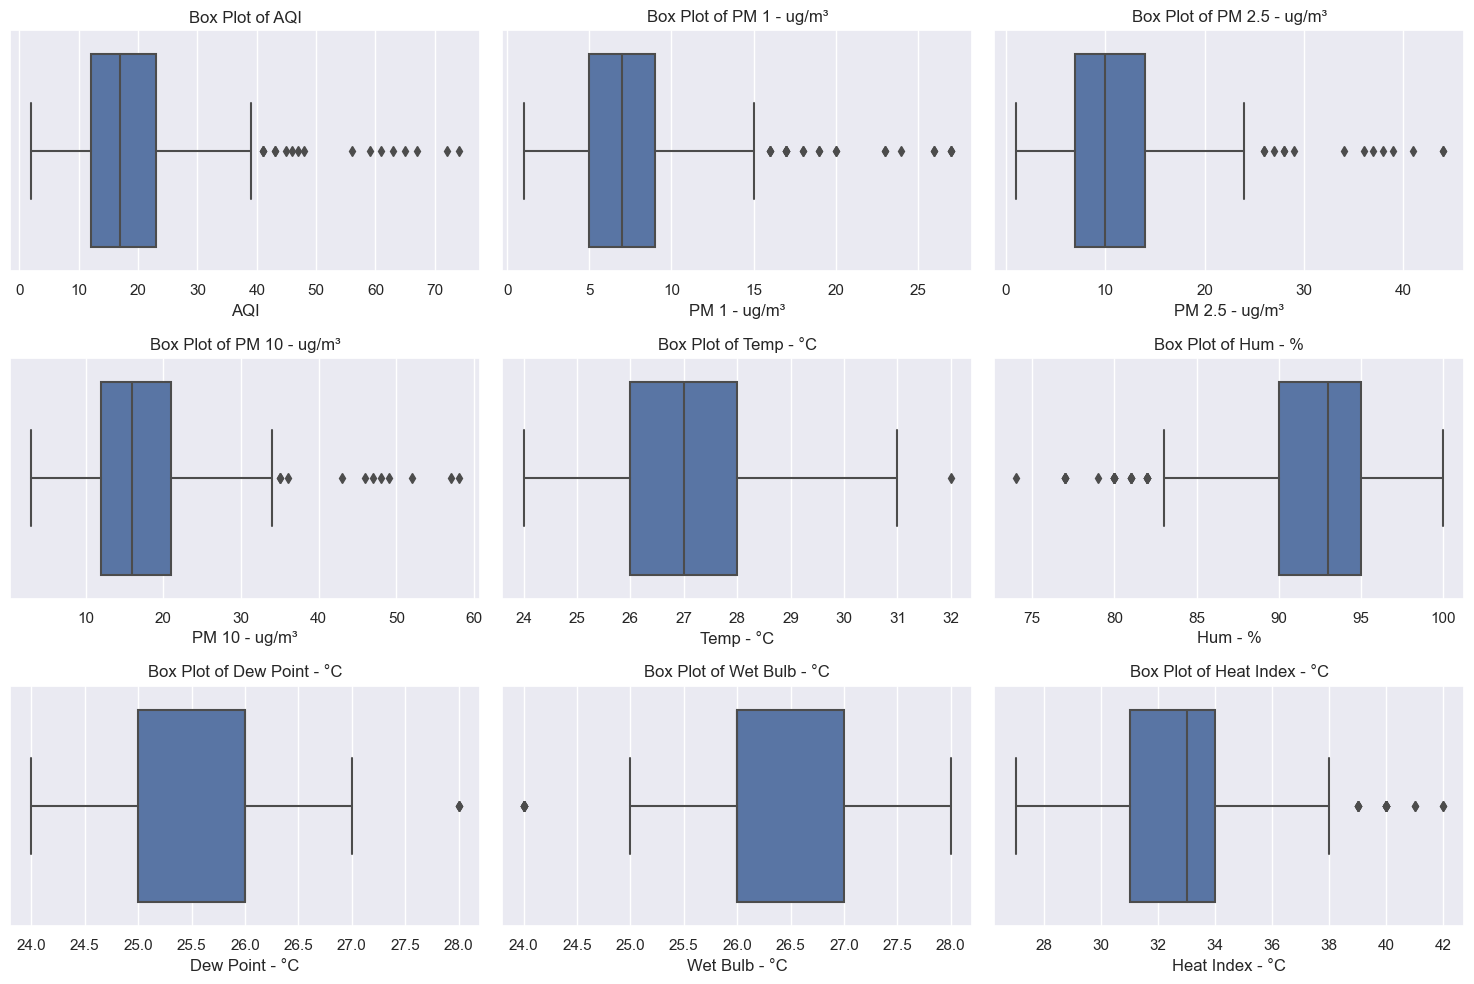 Box Plot of AQI
0 10 20 30 40 50 60 70
AQI
Box Plot of PM 1 - ug/m³
0 5 10 15 20 25
PM 1 - ug/m³
Box Plot of PM 2.5 - ug/m³
0 10 20 30 40
PM 2.5 - ug/m³
Box Plot of PM 10 - ug/m³
10 20 30 40 50 60
PM 10 - ug/m³
Box Plot of Temp - °C
24 25 26 27 28 29 30 31 32
Temp - °C
Box Plot of Hum - %
75 80 85 90 95 100
Hum - %
Box Plot of Dew Point - °C
24.0 24.5 25.0 25.5 26.0 26.5 27.0 27.5 28.0
Dew Point - °C
Box Plot of Wet Bulb - °C
24.0 24.5 25.0 25.5 26.0 26.5 27.0 27.5 28.0
Wet Bulb - °C
Box Plot of Heat Index - °C
28 30 32 34 36 38 40 42
Heat Index - °C